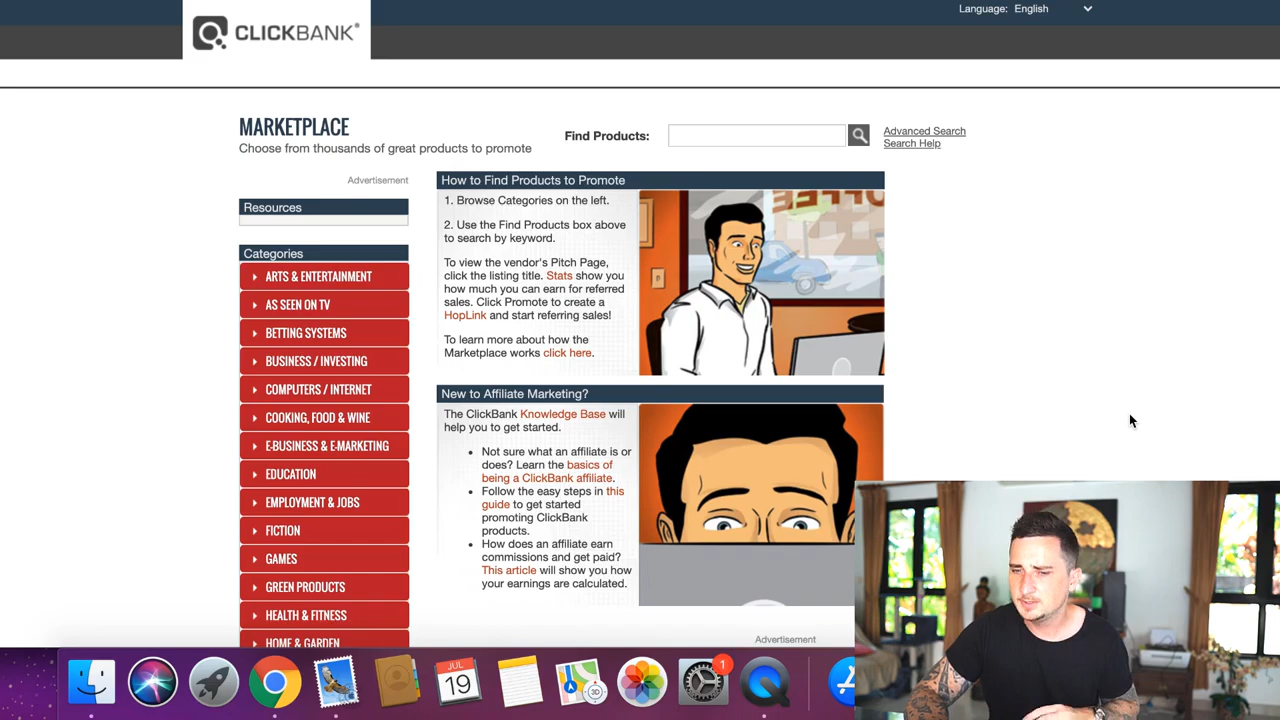 Language: English
CLICKBANK®
MARKETPLACE
Choose from thousands of great products to promote
Find Products:
Advanced Search
Search Help
Advertisement
Resources
Categories
ARTS & ENTERTAINMENT
AS SEEN ON TV
BETTING SYSTEMS
BUSINESS / INVESTING
COMPUTERS / INTERNET
COOKING, FOOD & WINE
E-BUSINESS & E-MARKETING
EDUCATION
EMPLOYMENT & JOBS
FICTION
GAMES
GREEN PRODUCTS
HEALTH & FITNESS
HOME & GARDEN
How to Find Products to Promote
1. Browse Categories on the left.
2. Use the Find Products box above
to search by keyword.
To view the vendor's Pitch Page,
click the listing title. Stats show you
how much you can earn for referred
sales. Click Promote to create a
HopLink and start referring sales!
To learn more about how the
Marketplace works click here.
COFFEE
New to Affiliate Marketing?
The ClickBank Knowledge Base will
help you to get started.
• Not sure what an affiliate is or
does? Learn the basics of
being a ClickBank affiliate.
• Follow the easy steps in this
guide to get started
promoting ClickBank
products.
• How does an affiliate earn
commissions and get paid?
This article will show you how
your earnings are calculated.
Advertisement
JUL
19
3D
1